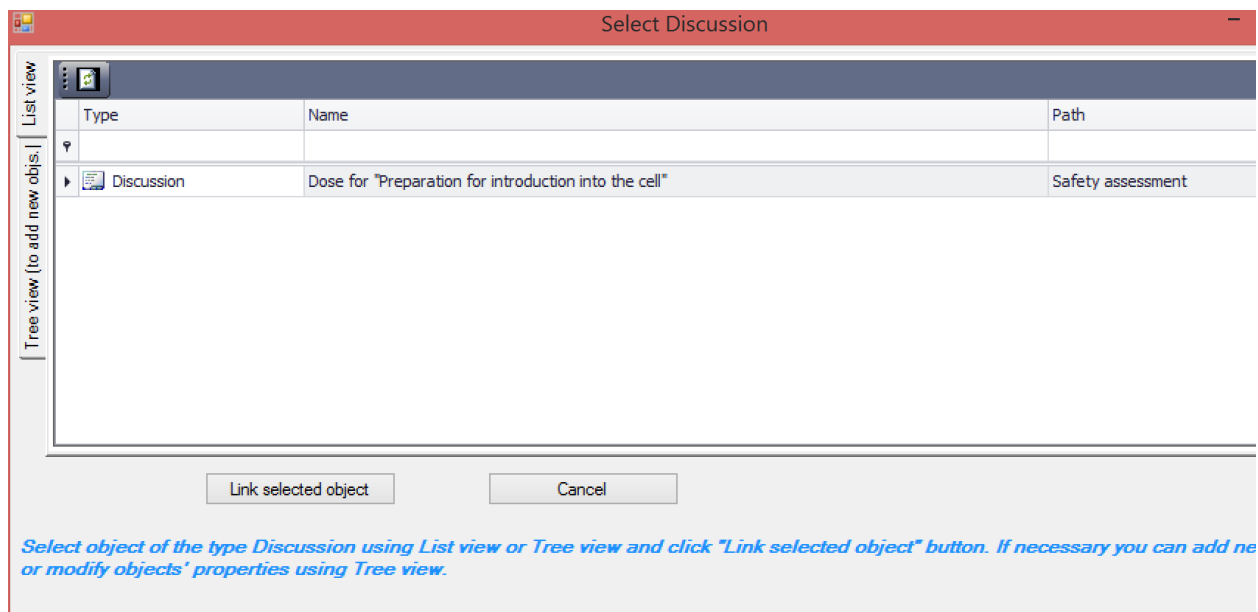 Select Discussion
List view
Tree view (to add new objs.)
Type Name Path
Discussion Dose for "Preparation for introduction into the cell" Safety assessment
Link selected object Cancel
Select object of the type Discussion using List view or Tree view and click "Link selected object" button. If necessary you can add ne
or modify objects' properties using Tree view.